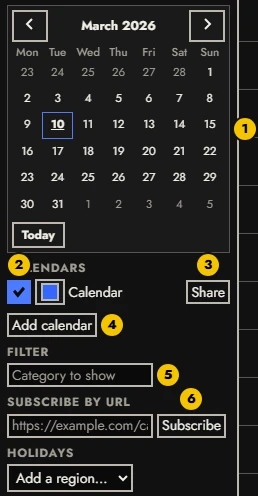 March 2026
Mon Tue Wed Thu Fri Sat Sun
23 24 25 26 27 28 1
2 3 4 5 6 7 8
9 10 11 12 13 14 15
16 17 18 19 20 21 22
23 24 25 26 27 28 29
30 31 1 2 3 4 5
Today
1
2 ENDARS 3
Calendar Share
Add calendar 4
FILTER
Category to show 5
SUBSCRIBE BY URL 6
https://example.com/ca Subscribe
HOLIDAYS
Add a region...